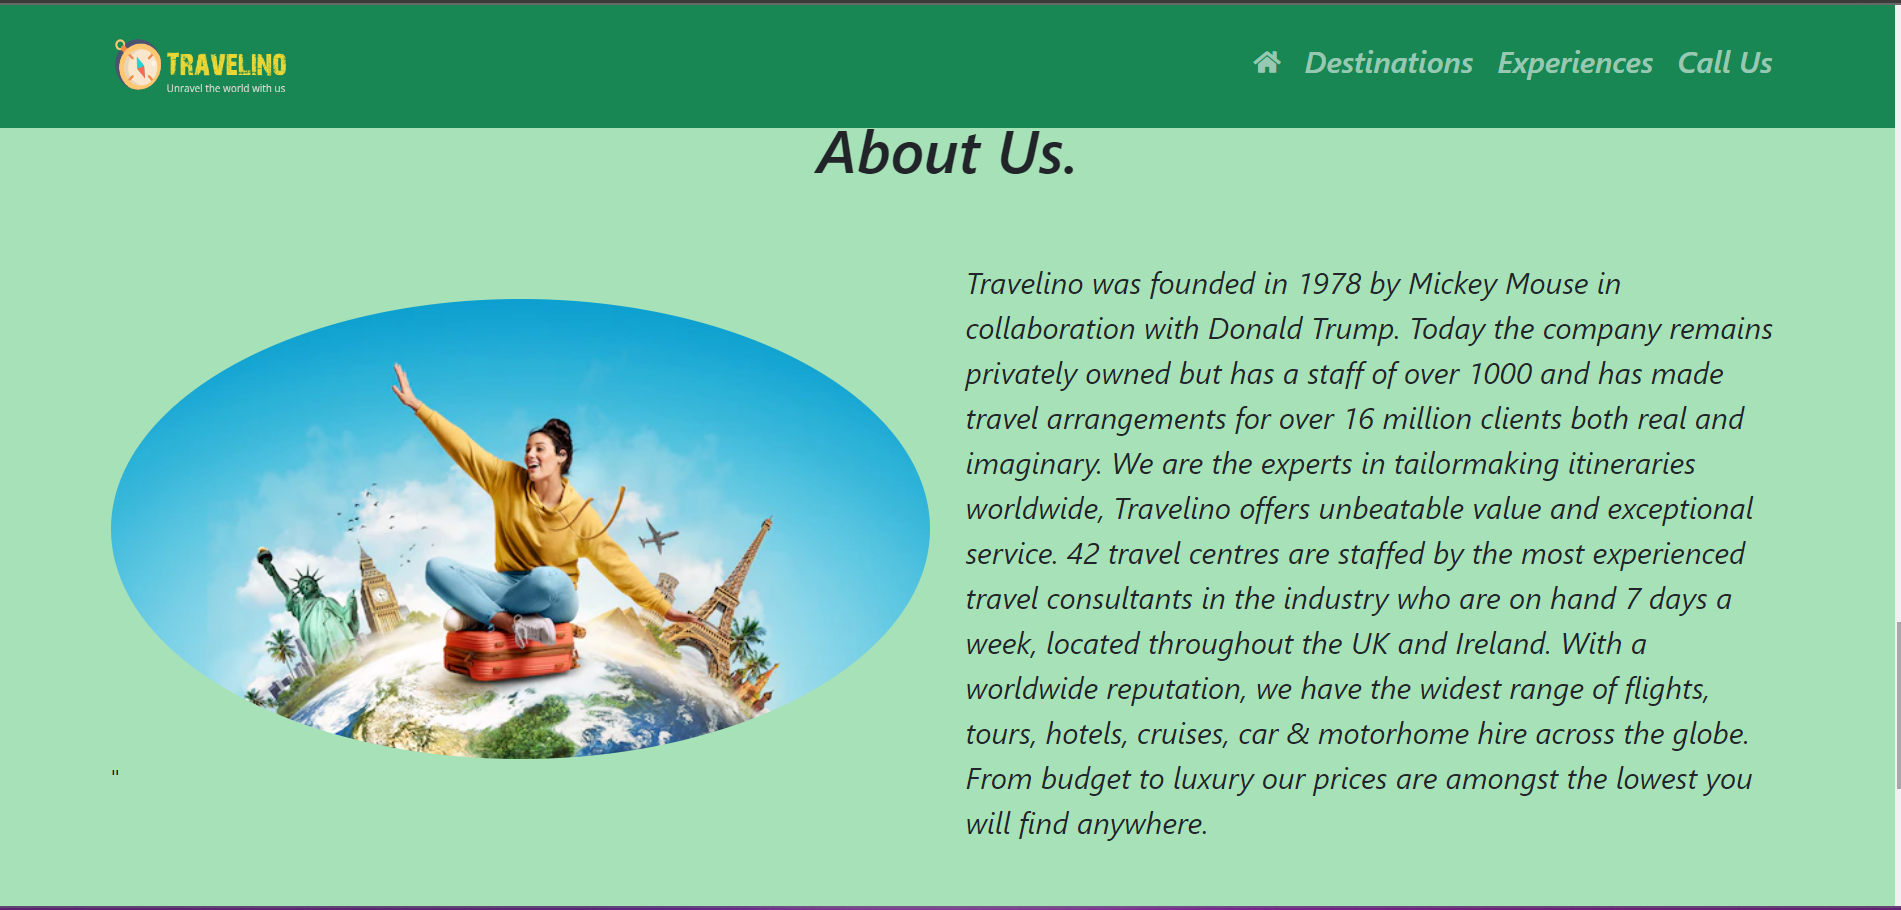 TRAVELINO
Unravel the world with us
Destinations Experiences Call Us
About Us.
Travelino was founded in 1978 by Mickey Mouse in
collaboration with Donald Trump. Today the company remains
privately owned but has a staff of over 1000 and has made
travel arrangements for over 16 million clients both real and
imaginary. We are the experts in tailormaking itineraries
worldwide, Travelino offers unbeatable value and exceptional
service. 42 travel centres are staffed by the most experienced
travel consultants in the industry who are on hand 7 days a
week, located throughout the UK and Ireland. With a
worldwide reputation, we have the widest range of flights,
tours, hotels, cruises, car & motorhome hire across the globe.
From budget to luxury our prices are amongst the lowest you
will find anywhere.
"